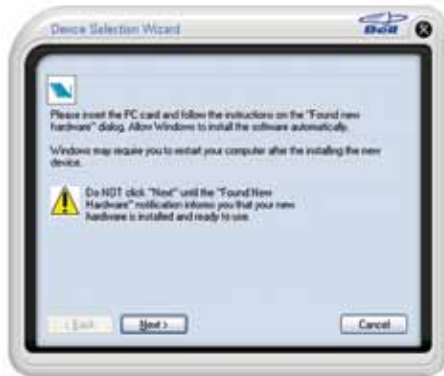 Device Selection Wizard
Bell
Please insert the PC card and follow the instructions on the "Found new
hardware" dialog. Allow Windows to install the software automatically.
Windows may require you to restart your computer after the installing the new
device.
Do NOT click "Next" until the "Found New
Hardware" notification informs you that your new
hardware is installed and ready to use.
< Back
Next >
Cancel